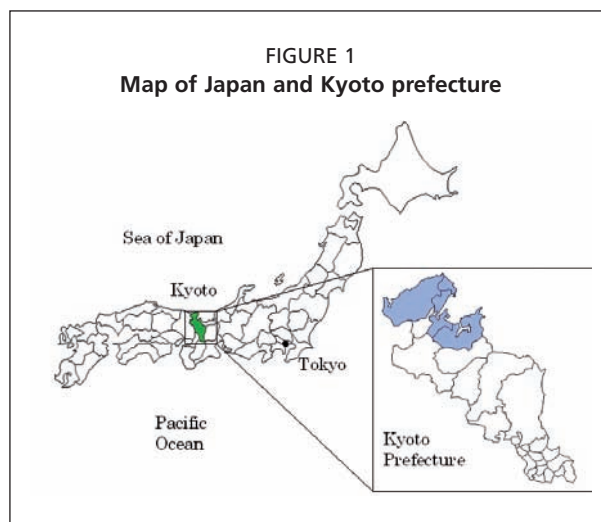 FIGURE 1
Map of Japan and Kyoto prefecture
Sea of Japan
Kyoto
Tokyo
Pacific
Ocean
Kyoto
Prefecture